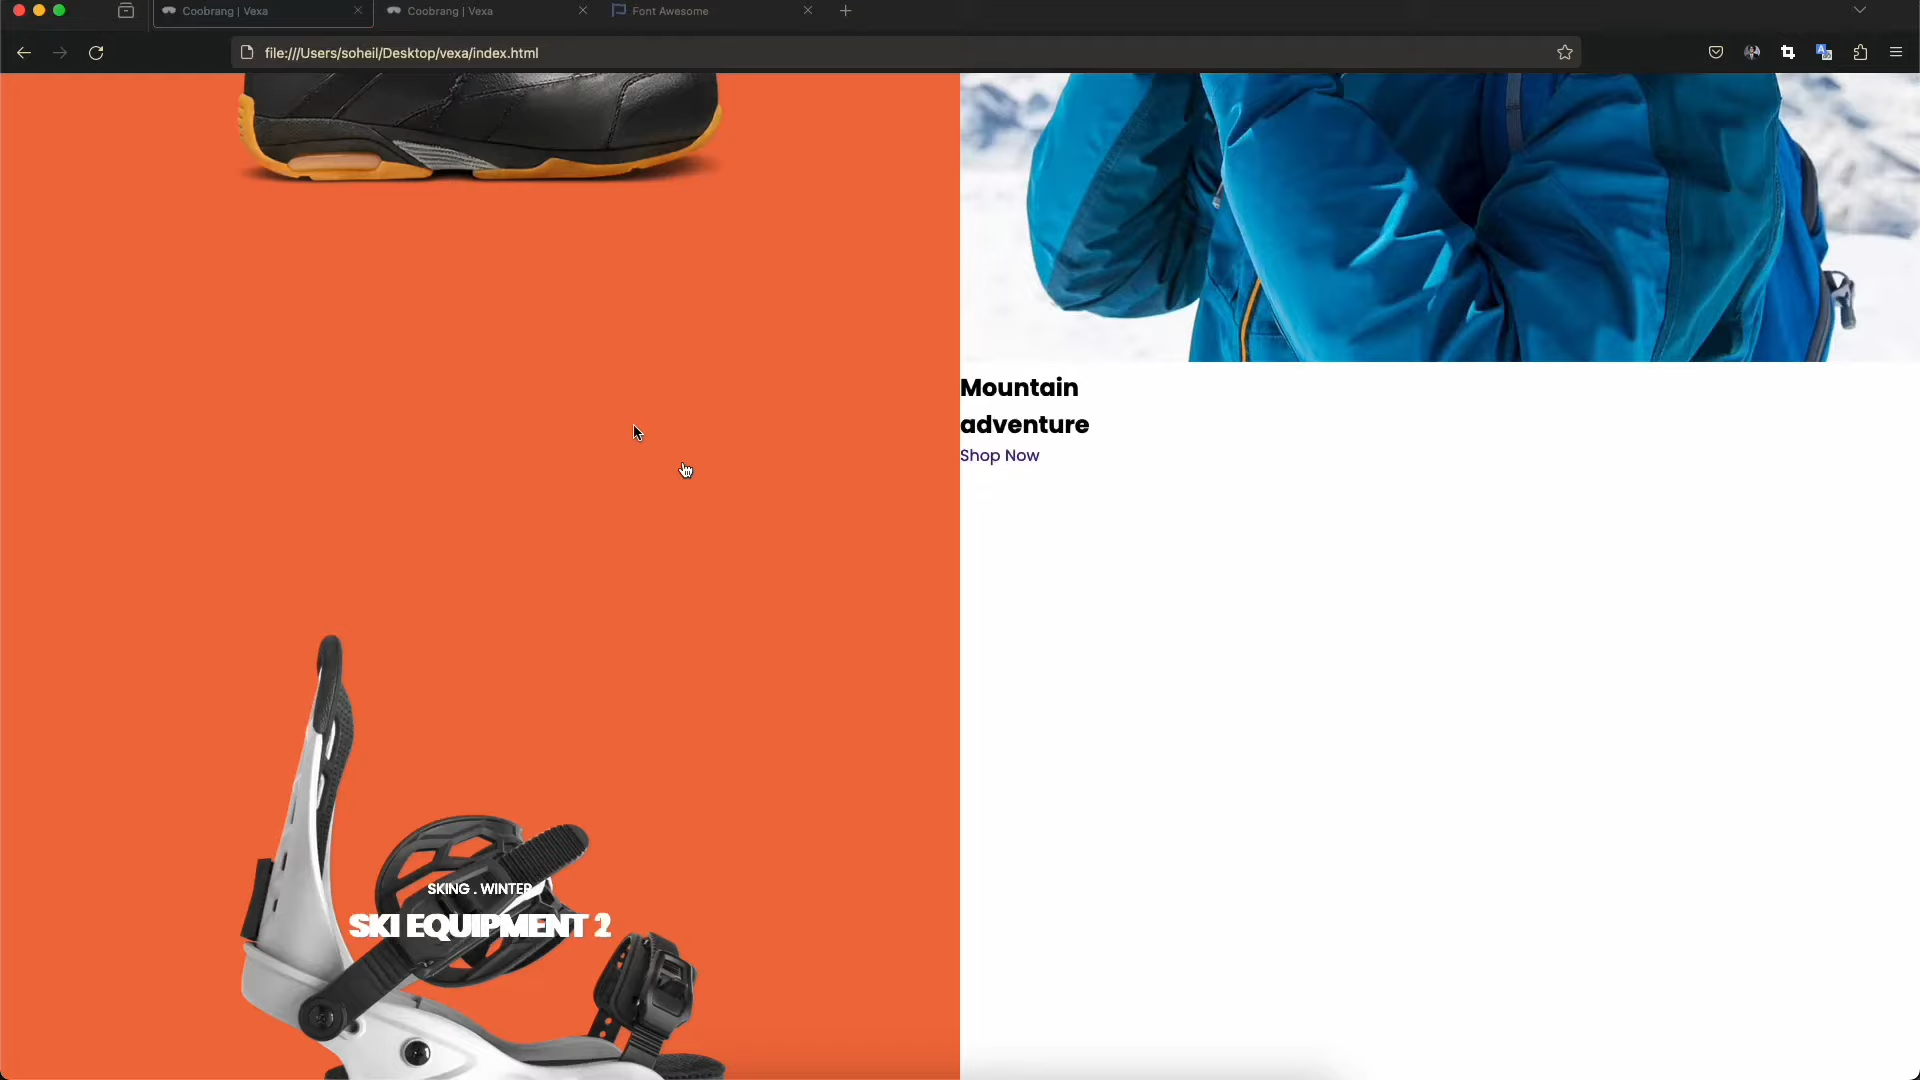 Coobrang | Vexa
Coobrang | Vexa
Font Awesome
file:///Users/soheil/Desktop/vexa/index.html
Mountain
adventure
Shop Now
SKING . WINTER
SKI EQUIPMENT 2